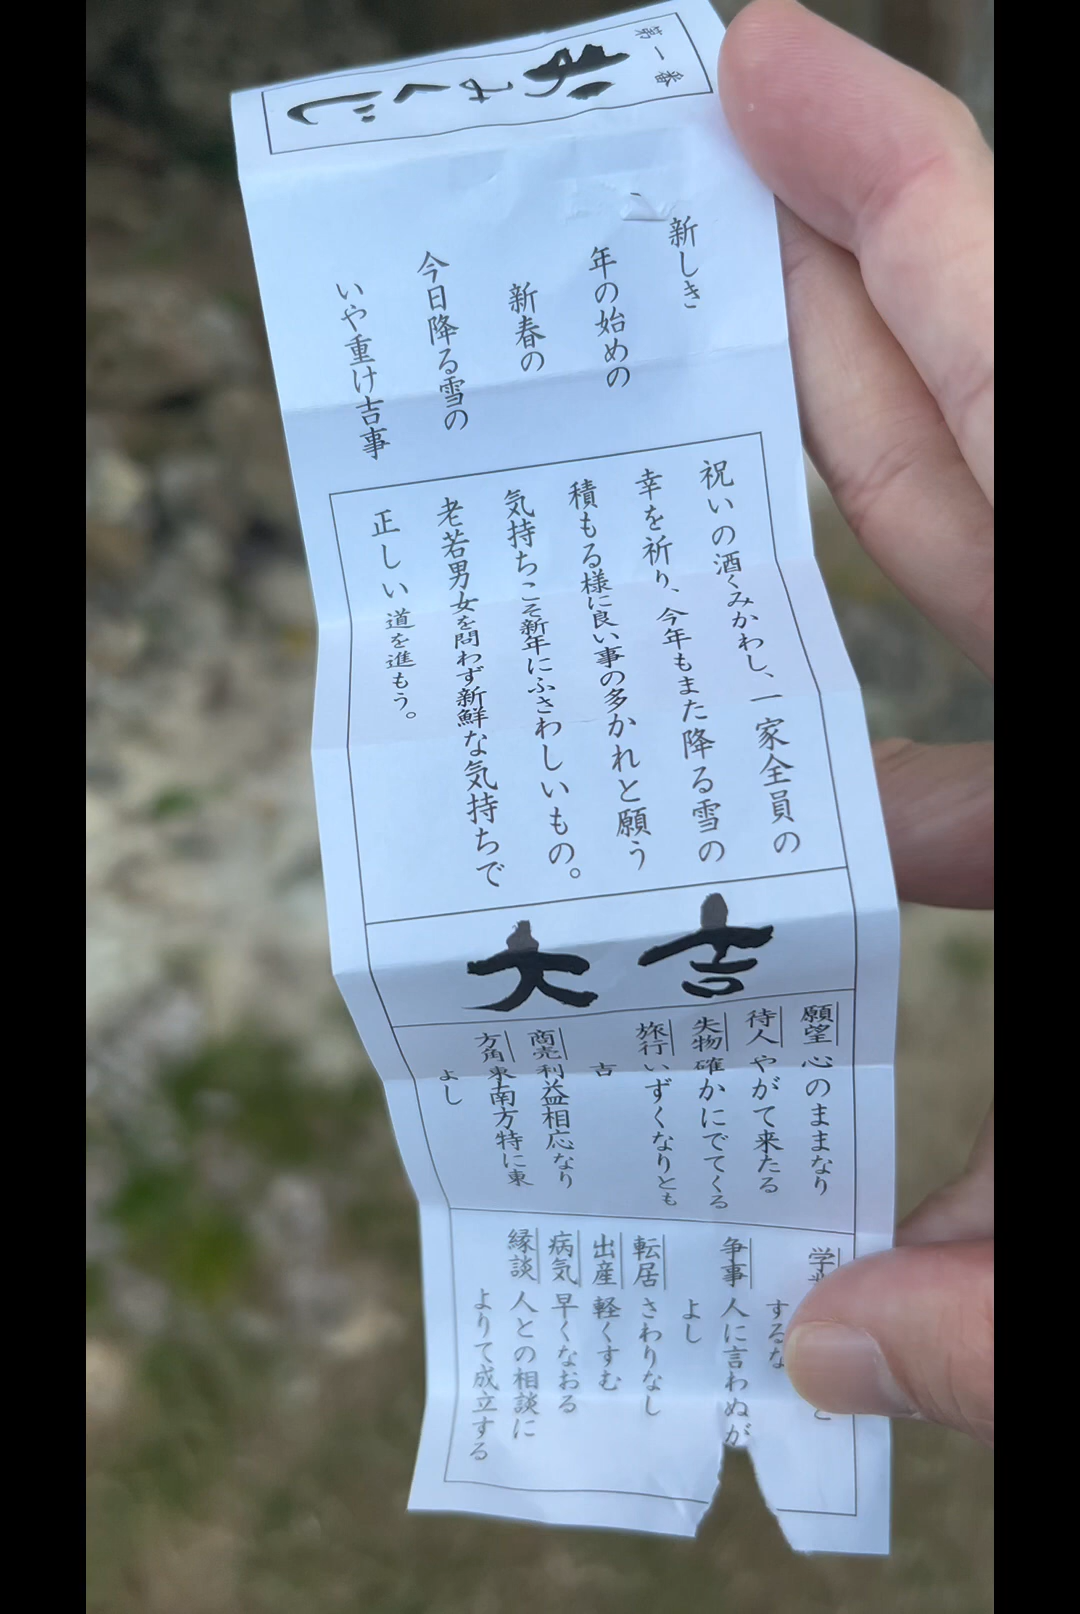 第一番
おみくじ
新しき
年の始めの
新春の
今日降る雪の
いや重け吉事
祝いの酒くみかわし、一家全員の
幸を祈り、今年もまた降る雪の
積もる様に良い事の多かれと願う
気持ちこそ新年にふさわしいもの。
老若男女を問わず新鮮な気持ちで
正しい道を進もう。
大吉
願望 心のままなり
待人 やがて来たる
失物 確かにでてくる
旅行 いずくなりとも
吉
商売 利益相応なり
方角 東南方特に東
よし
学
するな
争事 人に言わぬが
よし
転居 さわりなし
出産 軽くすむ
病気 早くなおる
縁談 人との相談に
よりて成立する